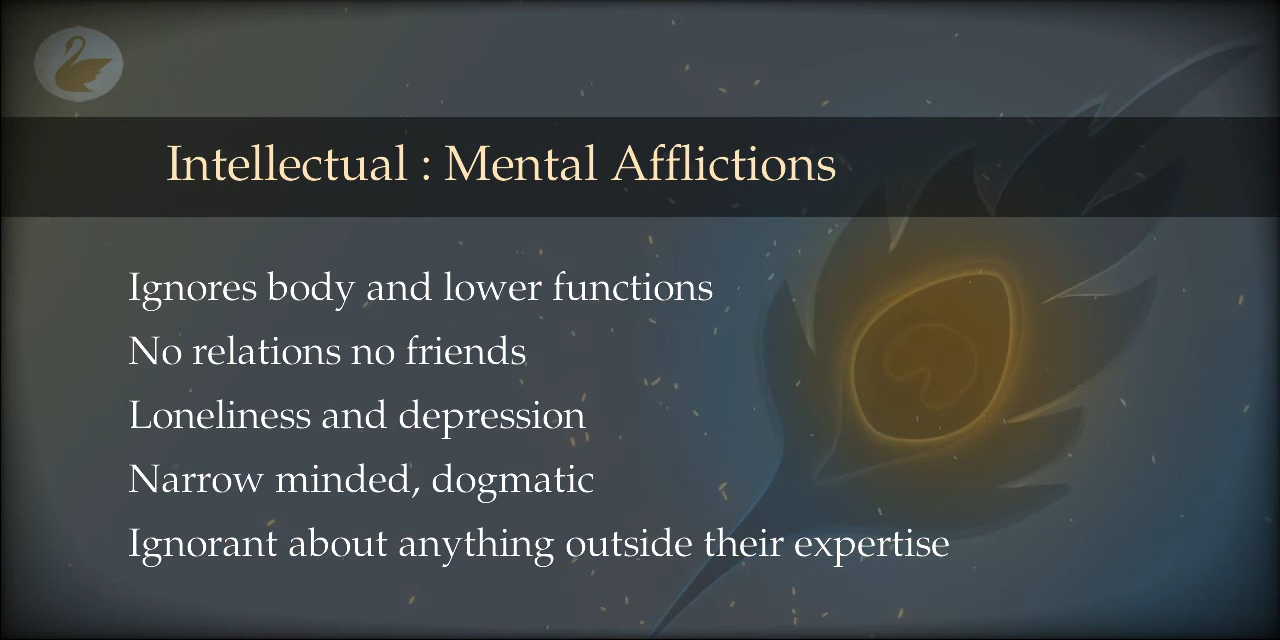 Intellectual : Mental Afflictions
Ignores body and lower functions
No relations no friends
Loneliness and depression
Narrow minded, dogmatic
Ignorant about anything outside their expertise